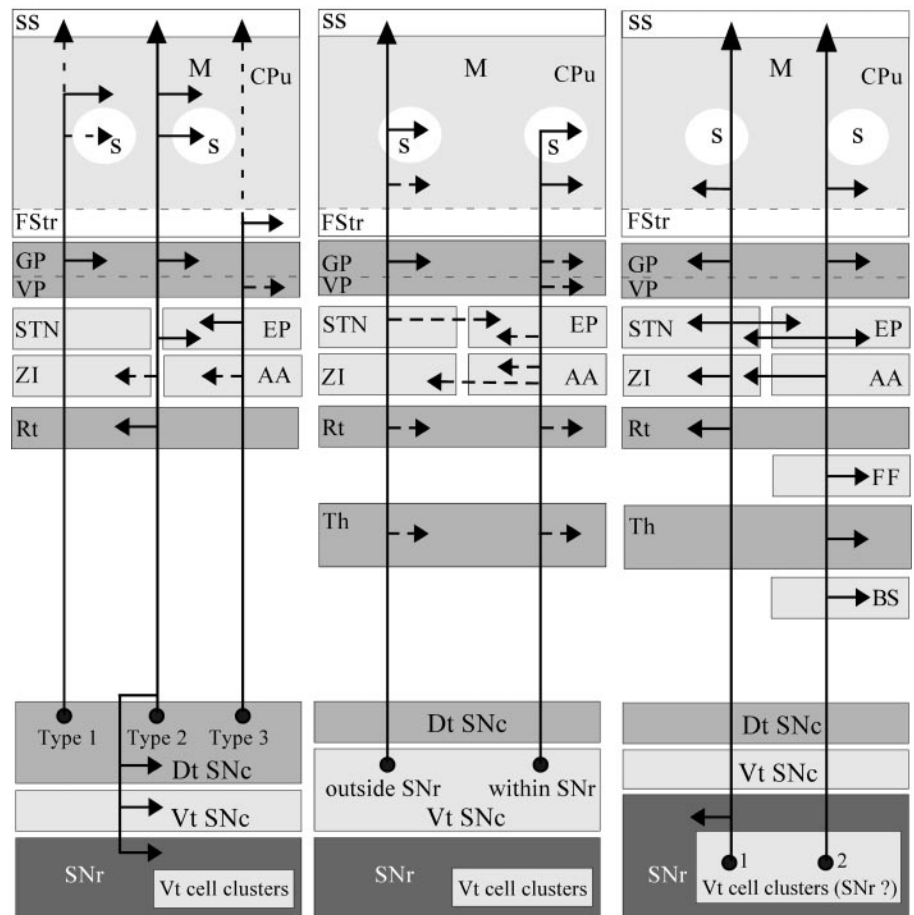 SS
M
CPu
S
S
FStr
GP
VP
STN
EP
ZI
AA
Rt
Type 1
Type 2
Type 3
Dt SNc
Vt SNc
SNr
Vt cell clusters
SS
M
CPu
S
S
FStr
GP
VP
STN
EP
ZI
AA
Rt
Th
Dt SNc
outside SNr
within SNr
Vt SNc
SNr
Vt cell clusters
SS
M
CPu
S
S
FStr
GP
VP
STN
EP
ZI
AA
Rt
FF
Th
BS
Dt SNc
Vt SNc
1
2
SNr
Vt cell clusters (SNr ?)